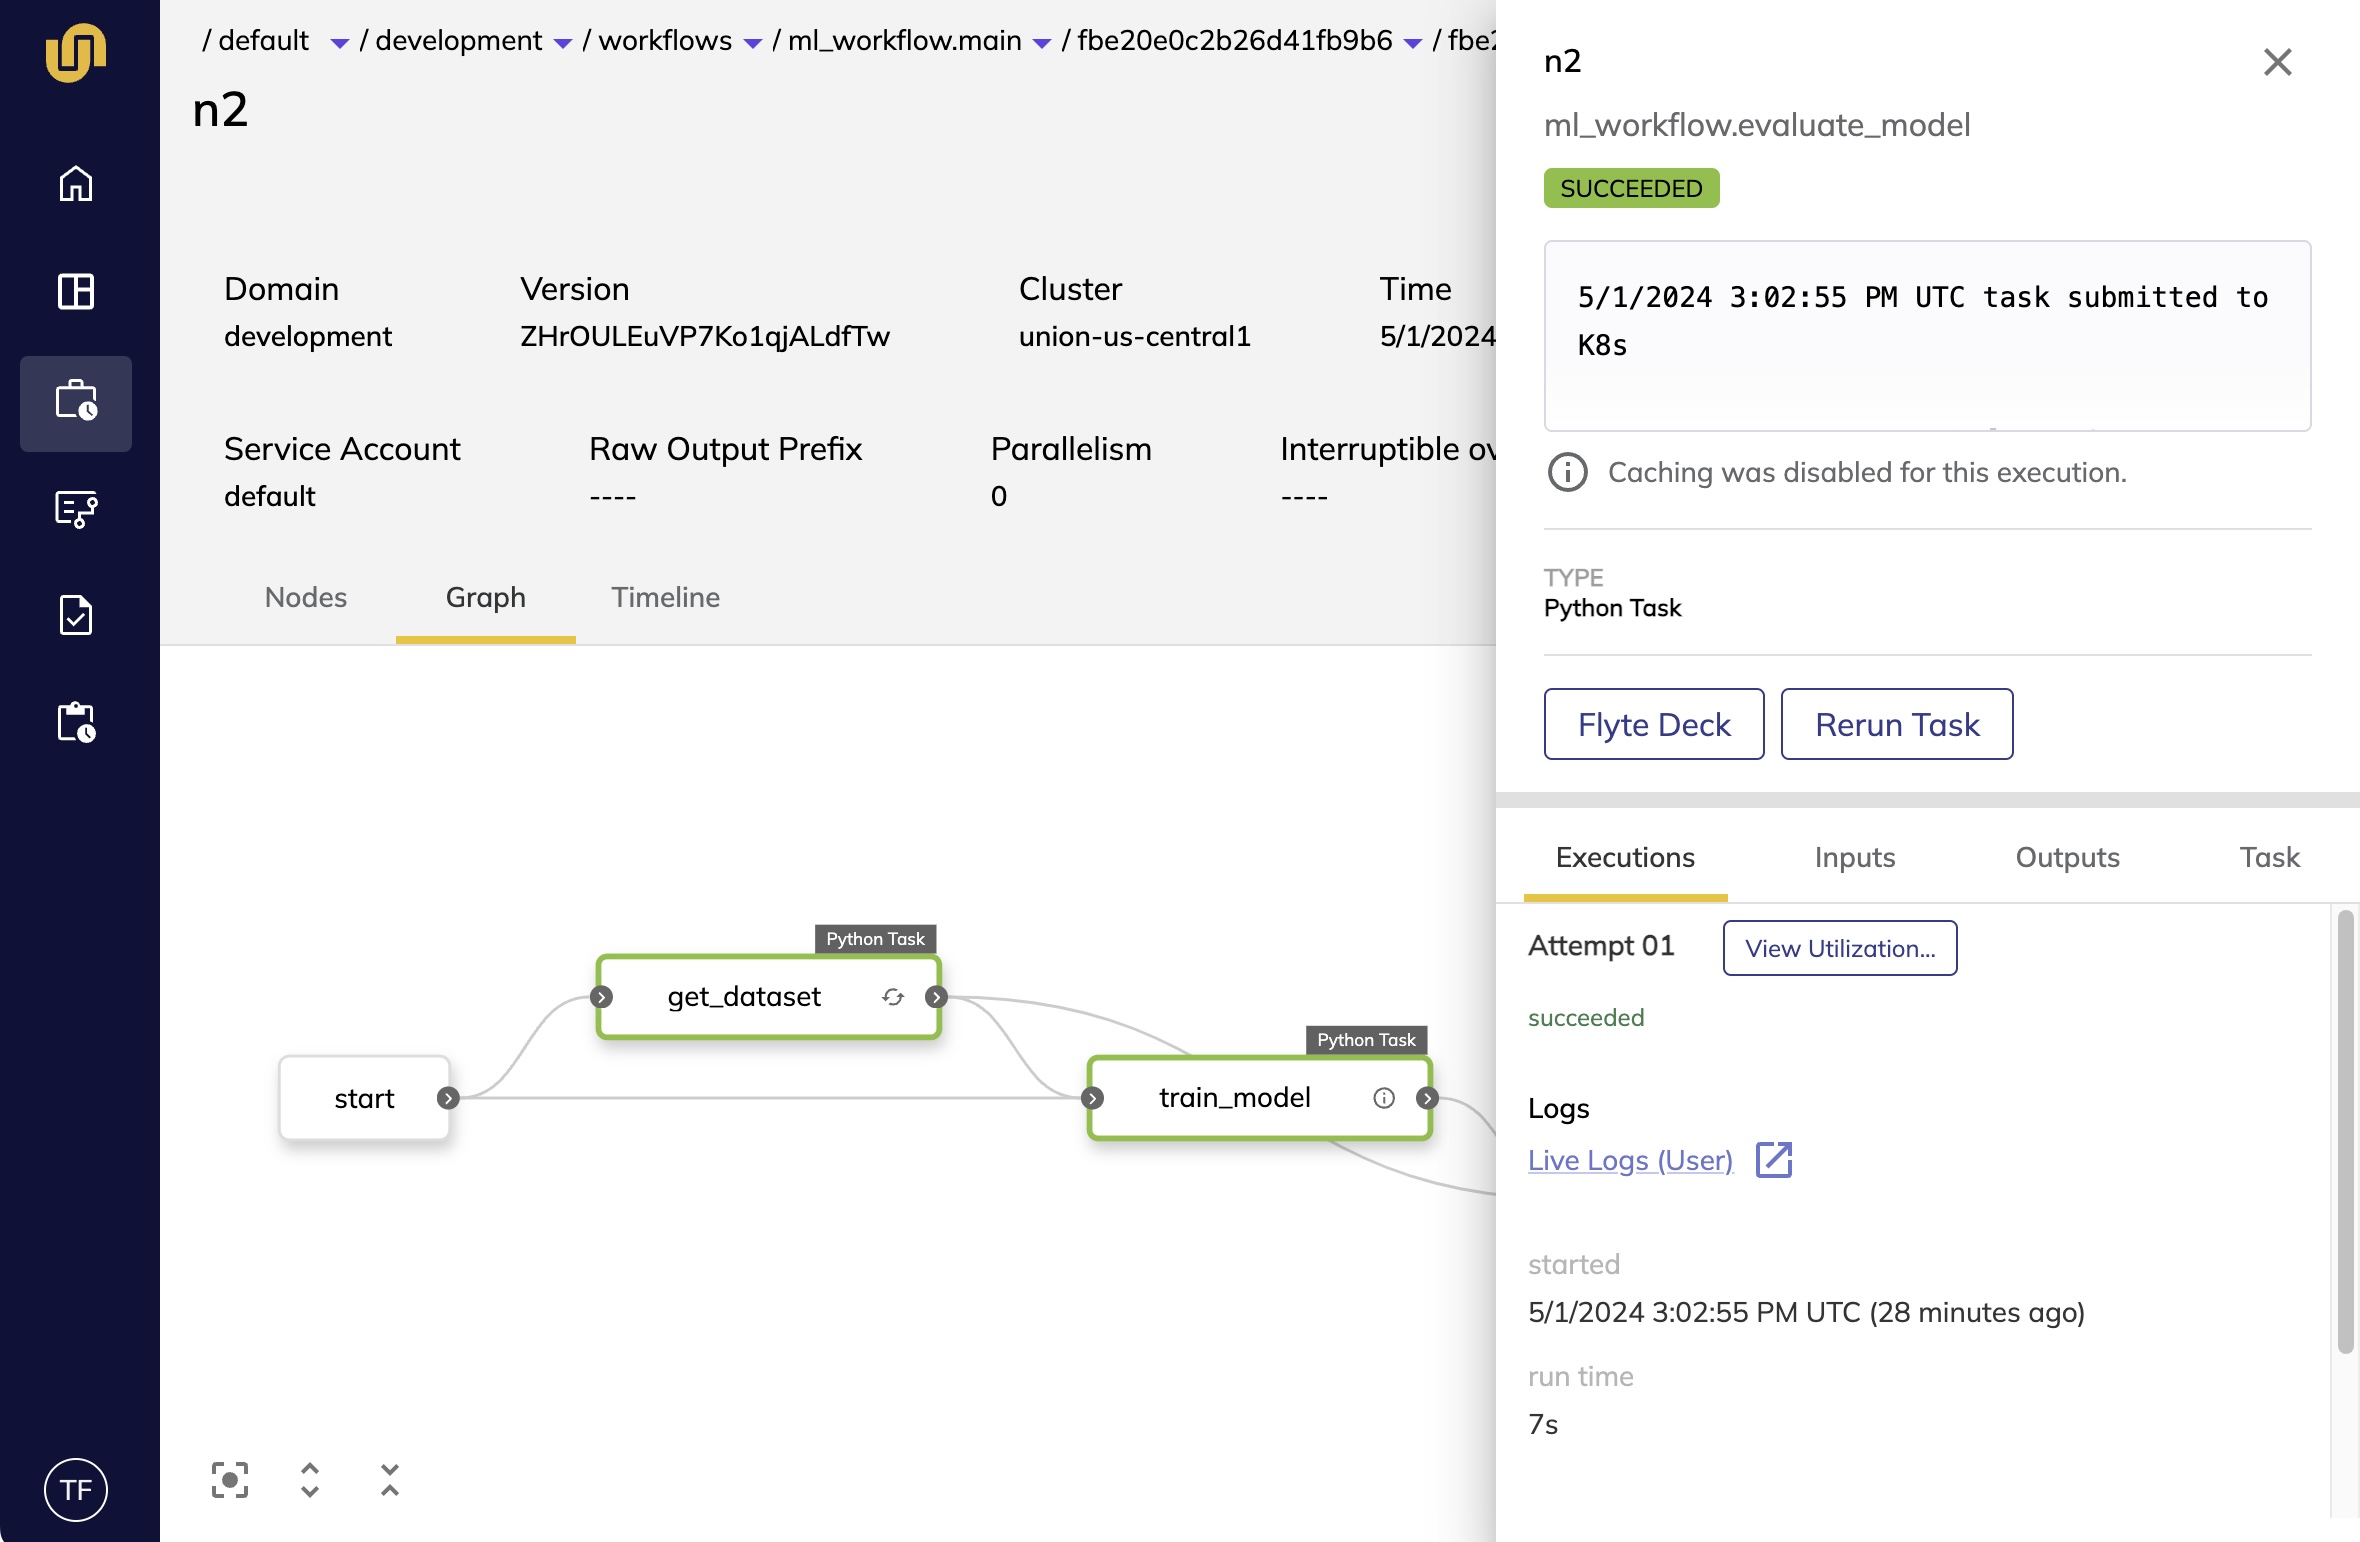 / default / development / workflows / ml_workflow.main / fbe20e0c2b26d41fb9b6 /
n2
Domain Version Cluster Time
development ZHrOULEuVP7Ko1qjALdfTw union-us-central1 5/1/2024
Service Account Raw Output Prefix Parallelism Interruptible
default ---- 0 ----
Nodes Graph Timeline
Python Task
get_dataset
Python Task
start
train_model
TF
n2
ml_workflow.evaluate_model
SUCCEEDED
5/1/2024 3:02:55 PM UTC task submitted to
K8s
Caching was disabled for this execution.
TYPE
Python Task
Flyte Deck Rerun Task
Executions Inputs Outputs Task
Attempt 01 View Utilization...
succeeded
Logs
Live Logs (User)
started
5/1/2024 3:02:55 PM UTC (28 minutes ago)
run time
7s